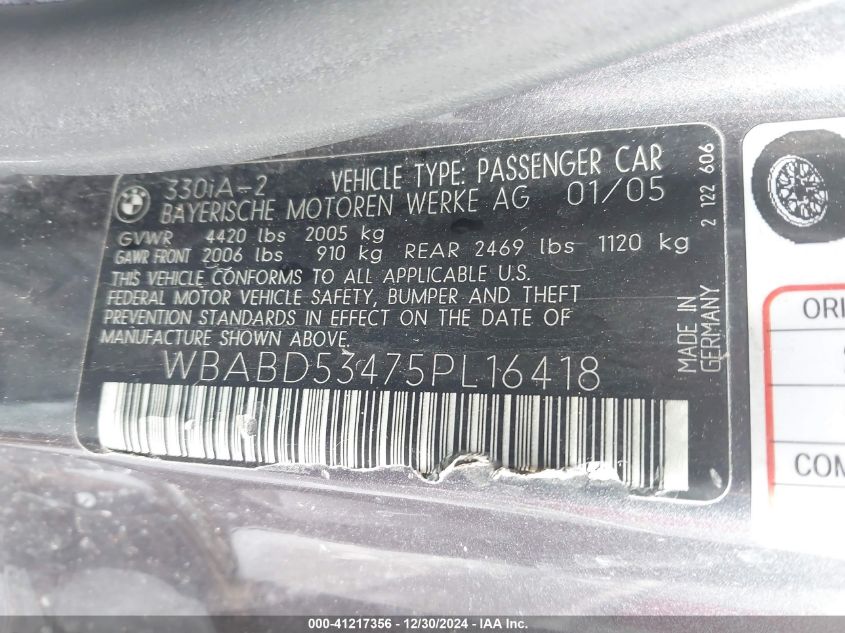 BMW
330iA-2 VEHICLE TYPE: PASSENGER CAR
BAYERISCHE MOTOREN WERKE AG 01/05
GVWR 4420 lbs 2005 kg
GAWR FRONT 2006 lbs 910 kg REAR 2469 lbs 1120 kg
THIS VEHICLE CONFORMS TO ALL APPLICABLE U.S.
FEDERAL MOTOR VEHICLE SAFETY, BUMPER AND THEFT
PREVENTION STANDARDS IN EFFECT ON THE DATE OF
MANUFACTURE SHOWN ABOVE.
WBABD53475PL16418
MADE IN
GERMANY
2 122 606
ORI
COM
000-41217356 - 12/30/2024 - IAAI.com